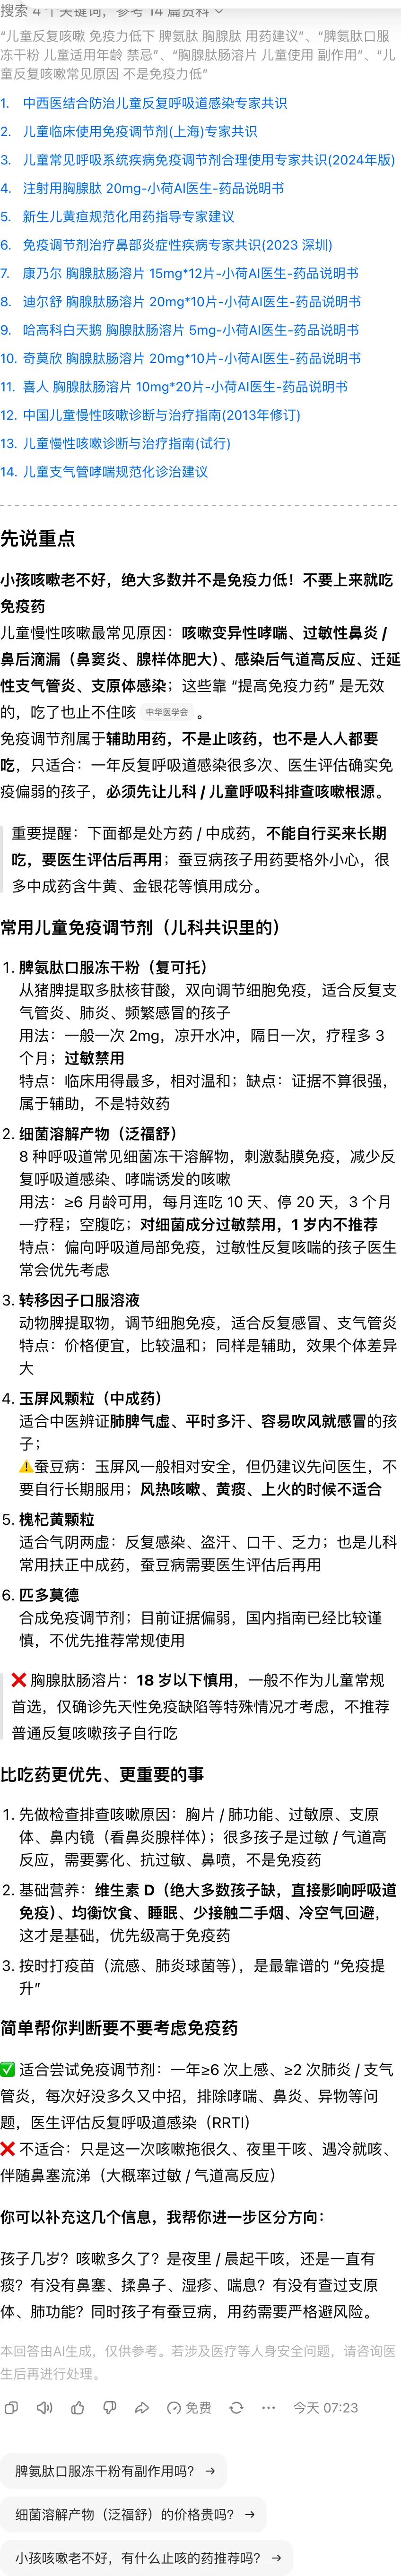 搜索 4 个关键词，参考 14 篇资料
“儿童反复咳嗽 免疫力低下 脾氨肽 胸腺肽 用药建议”、“脾氨肽口服
冻干粉 儿童适用年龄 禁忌”、“胸腺肽肠溶片 儿童使用 副作用”、“儿
童反复咳嗽常见原因 不是免疫力低”
1. 中西医结合防治儿童反复呼吸道感染专家共识
2. 儿童临床使用免疫调节剂(上海)专家共识
3. 儿童常见呼吸系统疾病免疫调节剂合理使用专家共识(2024年版)
4. 注射用胸腺肽 20mg-小荷AI医生-药品说明书
5. 新生儿黄疸规范化用药指导专家建议
6. 免疫调节剂治疗鼻部炎症性疾病专家共识(2023 深圳)
7. 康乃尔 胸腺肽肠溶片 15mg*12片-小荷AI医生-药品说明书
8. 迪尔舒 胸腺肽肠溶片 20mg*10片-小荷AI医生-药品说明书
9. 哈高科白天鹅 胸腺肽肠溶片 5mg-小荷AI医生-药品说明书
10. 奇莫欣 胸腺肽肠溶片 20mg*10片-小荷AI医生-药品说明书
11. 喜人 胸腺肽肠溶片 10mg*20片-小荷AI医生-药品说明书
12. 中国儿童慢性咳嗽诊断与治疗指南(2013年修订)
13. 儿童慢性咳嗽诊断与治疗指南(试行)
14. 儿童支气管哮喘规范化诊治建议
先说重点
小孩咳嗽老不好，绝大多数并不是免疫力低！不要上来就吃
免疫药
儿童慢性咳嗽最常见原因：咳嗽变异性哮喘、过敏性鼻炎 /
鼻后滴漏（鼻窦炎、腺样体肥大）、感染后气道高反应、迁延
性支气管炎、支原体感染；这些靠 “提高免疫力药” 是无效
的，吃了也止不住咳 中华医学会 。
免疫调节剂属于辅助用药，不是止咳药，也不是人人都要
吃，只适合：一年反复呼吸道感染很多次、医生评估确实免
疫偏弱的孩子，必须先让儿科 / 儿童呼吸科排查咳嗽根源。
重要提醒：下面都是处方药 / 中成药，不能自行买来长期
吃，要医生评估后再用；蚕豆病孩子用药要格外小心，很
多中成药含牛黄、金银花等慎用成分。
常用儿童免疫调节剂（儿科共识里的）
1. 脾氨肽口服冻干粉（复可托）
从猪脾提取多肽核苷酸，双向调节细胞免疫，适合反复支
气管炎、肺炎、频繁感冒的孩子
用法：一般一次 2mg，凉开水冲，隔日一次，疗程多 3
个月；过敏禁用
特点：临床用得最多，相对温和；缺点：证据不算很强，
属于辅助，不是特效药
2. 细菌溶解产物（泛福舒）
8 种呼吸道常见细菌冻干溶解物，刺激黏膜免疫，减少反
复呼吸道感染、哮喘诱发的咳嗽
用法：≥6 月龄可用，每月连吃 10 天、停 20 天，3 个月
一疗程；空腹吃；对细菌成分过敏禁用，1 岁内不推荐
特点：偏向呼吸道局部免疫，过敏性反复咳喘的孩子医生
常会优先考虑
3. 转移因子口服溶液
动物脾提取物，调节细胞免疫，适合反复感冒、支气管炎
特点：价格便宜，比较温和；同样是辅助，效果个体差异
大
4. 玉屏风颗粒（中成药）
适合中医辨证肺脾气虚、平时多汗、容易吹风就感冒的孩
子；
⚠️蚕豆病：玉屏风一般相对安全，但仍建议先问医生，不
要自行长期服用；风热咳嗽、黄痰、上火的时候不适合
5. 槐杞黄颗粒
适合气阴两虚：反复感染、盗汗、口干、乏力；也是儿科
常用扶正中成药，蚕豆病需要医生评估后再用
6. 匹多莫德
合成免疫调节剂；目前证据偏弱，国内指南已经比较谨
慎，不优先推荐常规使用
❌ 胸腺肽肠溶片：18 岁以下慎用，一般不作为儿童常规
首选，仅确诊先天性免疫缺陷等特殊情况才考虑，不推荐
普通反复咳嗽孩子自行吃
比吃药更优先、更重要的事
1. 先做检查排查咳嗽原因：胸片 / 肺功能、过敏原、支原
体、鼻内镜（看鼻炎腺样体）；很多孩子是过敏 / 气道高
反应，需要雾化、抗过敏、鼻喷，不是免疫药
2. 基础营养：维生素 D（绝大多数孩子缺，直接影响呼吸道
免疫）、均衡饮食、睡眠、少接触二手烟、冷空气回避，
这才是基础，优先级高于免疫药
3. 按时打疫苗（流感、肺炎球菌等），是最靠谱的 “免疫提
升”
简单帮你判断要不要考虑免疫药
✅ 适合尝试免疫调节剂：一年≥6 次上感、≥2 次肺炎 / 支气
管炎，每次好没多久又中招，排除哮喘、鼻炎、异物等问
题，医生评估反复呼吸道感染（RRTI）
❌ 不适合：只是这一次咳嗽拖很久、夜里干咳、遇冷就咳、
伴随鼻塞流涕（大概率过敏 / 气道高反应）
你可以补充这几个信息，我帮你进一步区分方向：
孩子几岁？咳嗽多久了？是夜里 / 晨起干咳，还是一直有
痰？有没有鼻塞、揉鼻子、湿疹、喘息？有没有查过支原
体、肺功能？同时孩子有蚕豆病，用药需要严格避风险。
本回答由AI生成，仅供参考。若涉及医疗等人身安全问题，请咨询医
生后再进行处理。
免费 今天 07:23
脾氨肽口服冻干粉有副作用吗？ →
细菌溶解产物（泛福舒）的价格贵吗？ →
小孩咳嗽老不好，有什么止咳的药推荐吗？ →